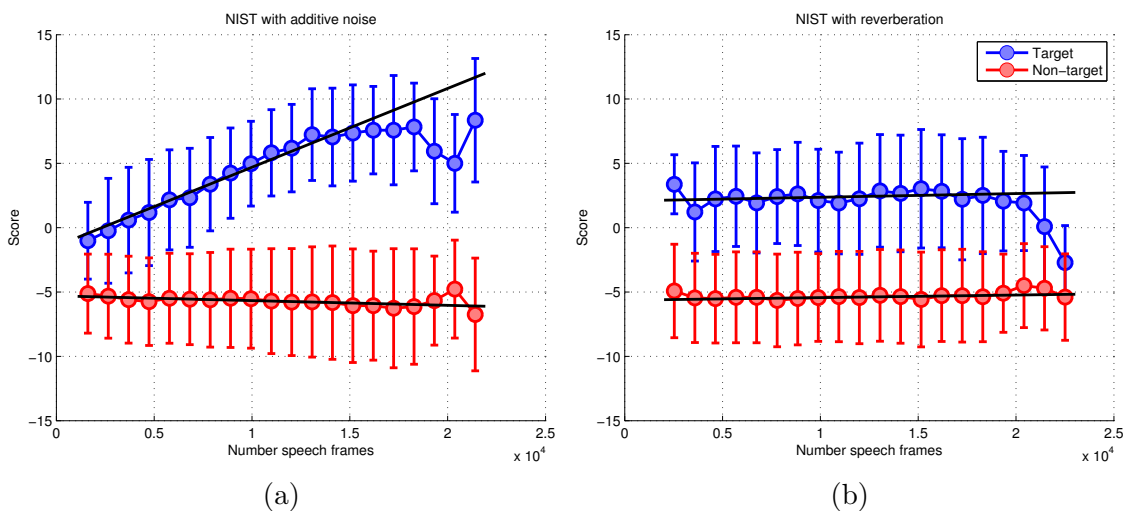 NIST with additive noise
15
10
5
0
−5
−10
−15
Score
0 0.5 1 1.5 2 2.5
x 10^4
Number speech frames
(a)
NIST with reverberation
Target
Non−target
15
10
5
0
−5
−10
−15
Score
0 0.5 1 1.5 2 2.5
x 10^4
Number speech frames
(b)